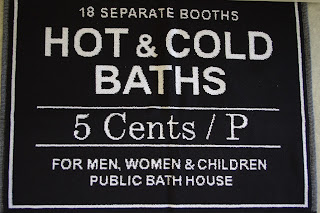 18 SEPARATE BOOTHS
HOT & COLD
BATHS
5 Cents / P
FOR MEN, WOMEN & CHILDREN
PUBLIC BATH HOUSE